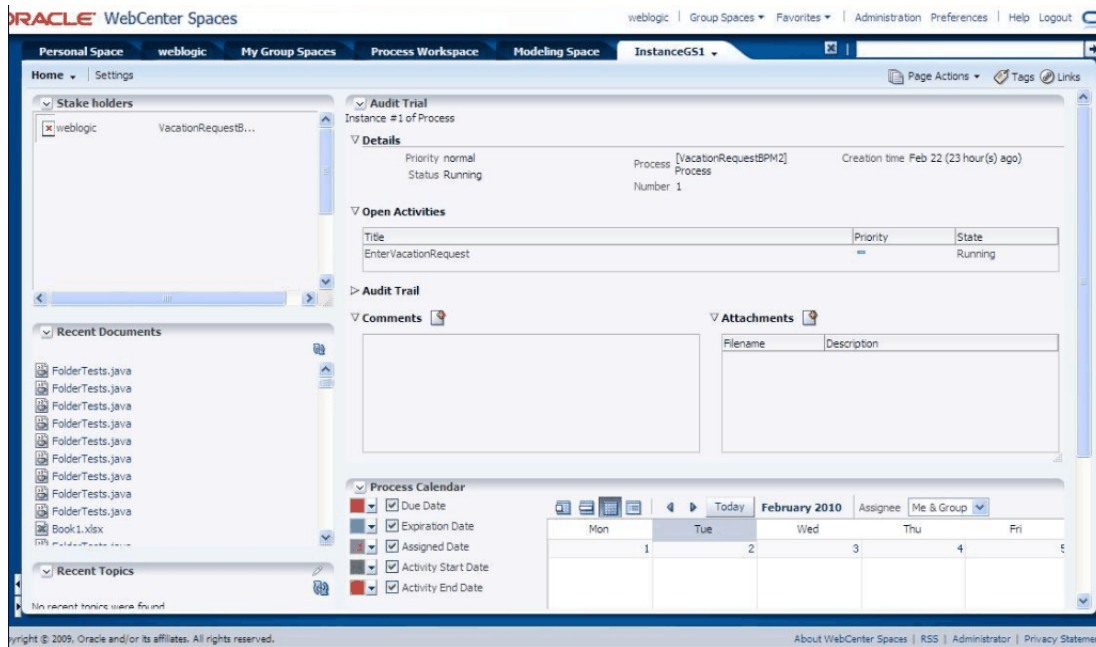 ORACLE WebCenter Spaces
weblogic | Group Spaces | Favorites | Administration Preferences | Help Logout
Personal Space weblogic My Group Spaces Process Workspace Modeling Space InstanceGS1
Home | Settings
Page Actions Tags Links
Stake holders
weblogic VacationRequestB...
Recent Documents
FolderTests.java
FolderTests.java
FolderTests.java
FolderTests.java
FolderTests.java
FolderTests.java
FolderTests.java
FolderTests.java
FolderTests.java
Book1.xlsx
FolderTests.java
Recent Topics
No recent topics were found
Audit Trial
Instance #1 of Process
Details
Priority normal
Status Running
Process [VacationRequestBPM2] Process
Number 1
Creation time Feb 22 (23 hour(s) ago)
Open Activities
Title Priority State
EnterVacationRequest Running
Audit Trail
Comments
Attachments
Filename Description
Process Calendar
Due Date
Expiration Date
Assigned Date
Activity Start Date
Activity End Date
Today February 2010 Assignee Me & Group
Mon Tue Wed Thu Fri
1 2 3 4 5
pyright © 2009, Oracle and/or its affiliates. All rights reserved.
About WebCenter Spaces | RSS | Administrator | Privacy Stateme